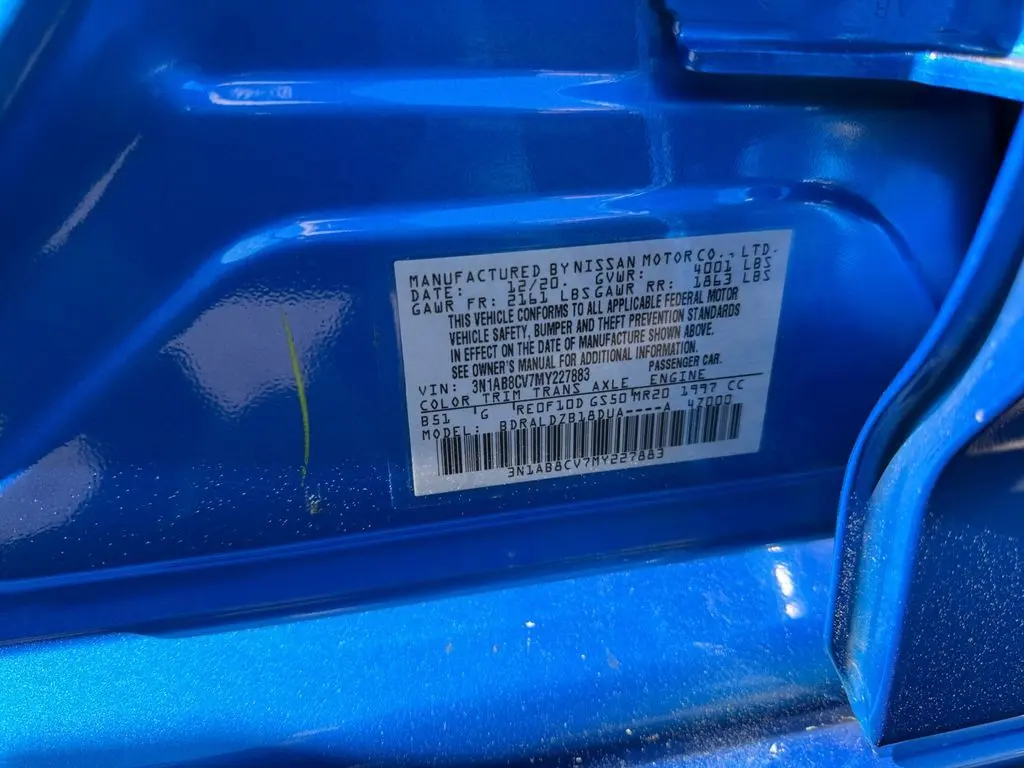 MANUFACTURED BY NISSAN MOTOR CO., LTD.
DATE: 12/20. GVWR: 4001 LBS
GAWR FR: 2161 LBS GAWR RR: 1863 LBS
THIS VEHICLE CONFORMS TO ALL APPLICABLE FEDERAL MOTOR
VEHICLE SAFETY, BUMPER AND THEFT PREVENTION STANDARDS
IN EFFECT ON THE DATE OF MANUFACTURE SHOWN ABOVE.
SEE OWNER'S MANUAL FOR ADDITIONAL INFORMATION.
VIN: 3N1AB8CV7MY227883 PASSENGER CAR.
COLOR TRIM TRANS AXLE ENGINE
B51 G RE0F10D GS50 MR20 1997 CC
MODEL: BDRALDZB18DUA----A 47000
3N1AB8CV7MY227883